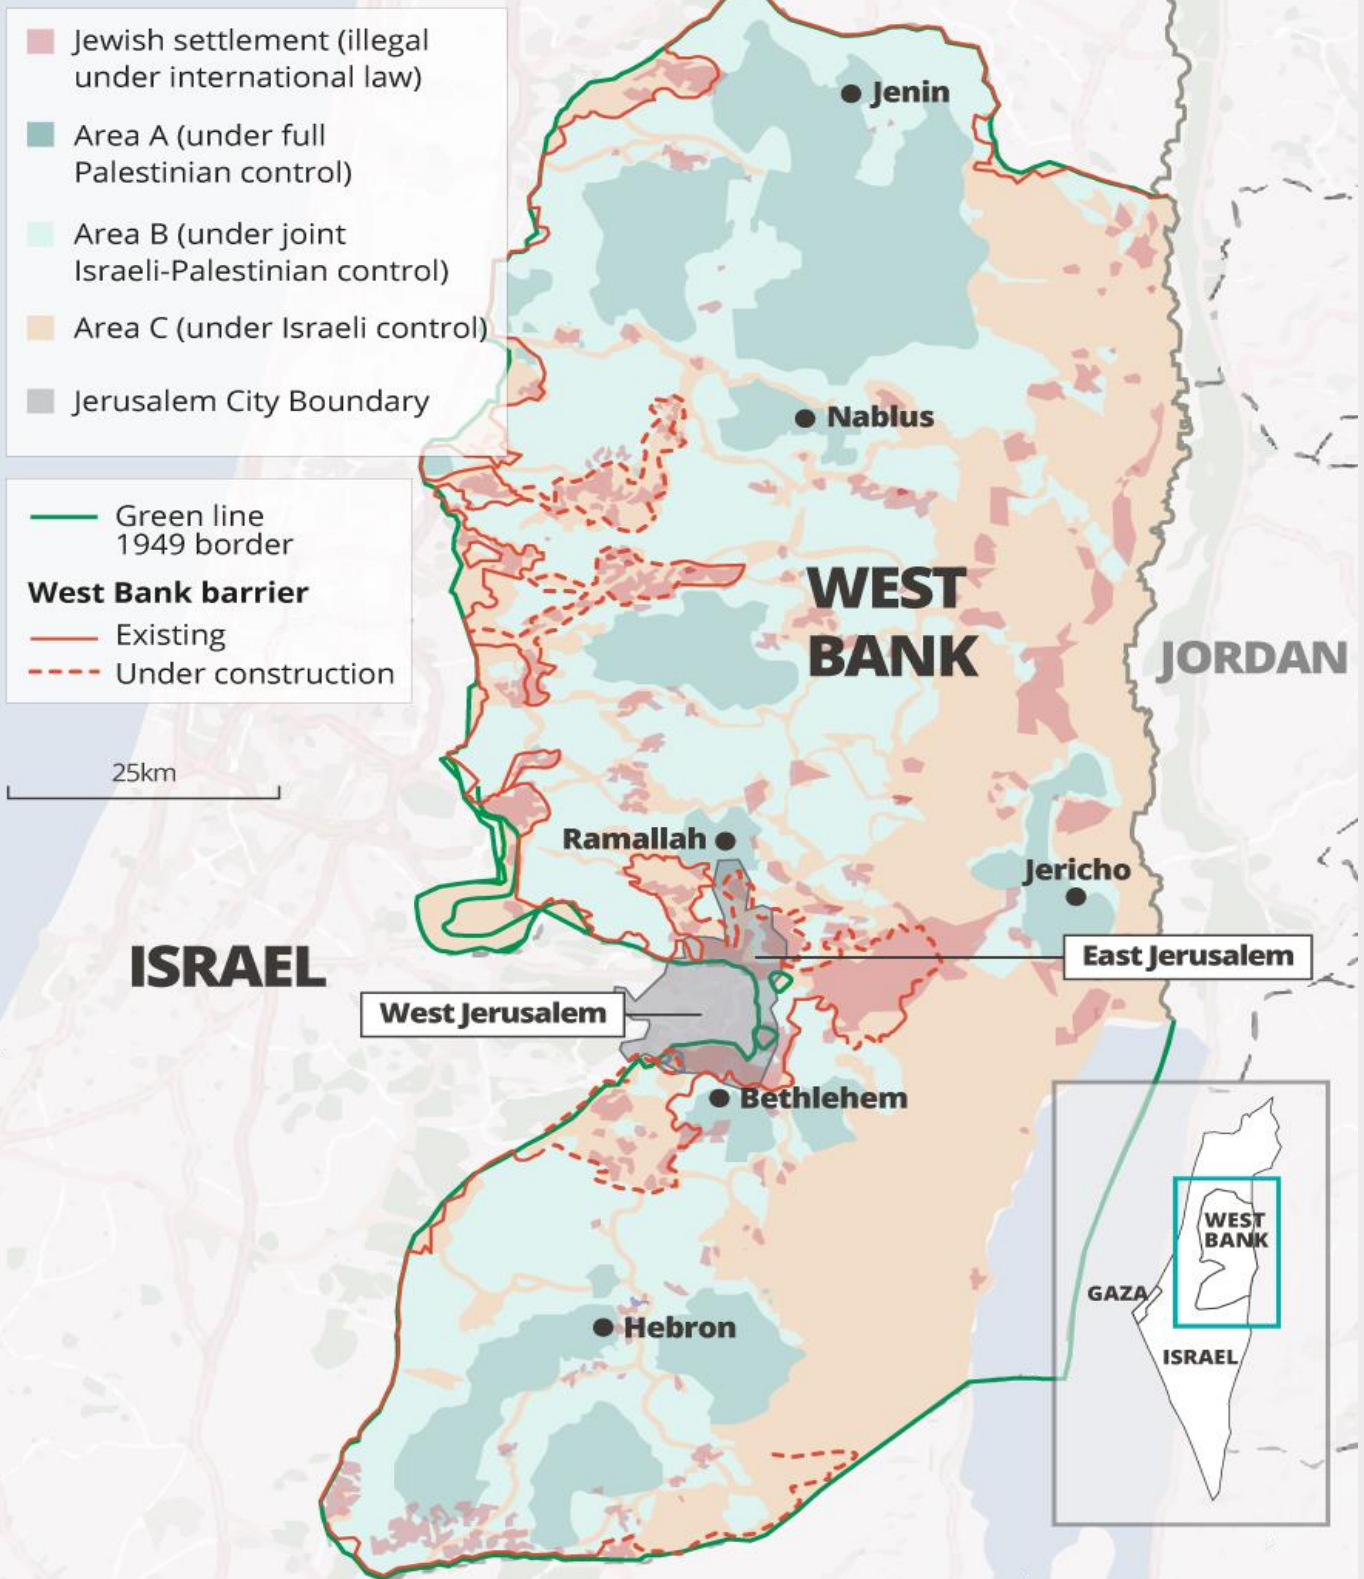 Jewish settlement (illegal
under international law)
Area A (under full
Palestinian control)
Area B (under joint
Israeli-Palestinian control)
Area C (under Israeli control)
Jerusalem City Boundary
Green line
1949 border
West Bank barrier
Existing
Under construction
25km
Jenin
Nablus
WEST
BANK
JORDAN
Ramallah
Jericho
ISRAEL
East Jerusalem
West Jerusalem
Bethlehem
Hebron
WEST
BANK
GAZA
ISRAEL